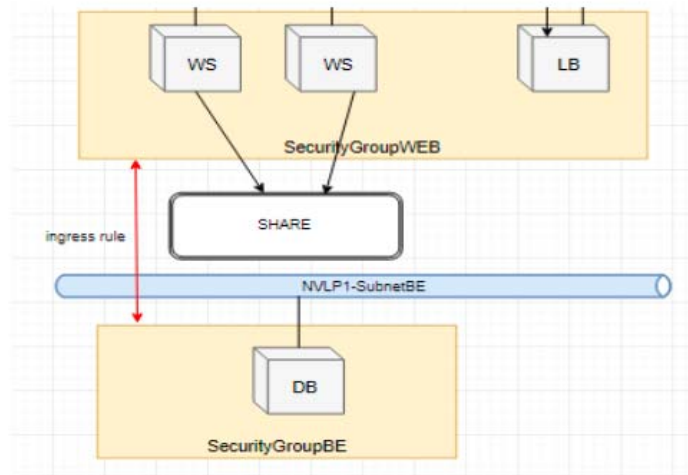 WS
WS
LB
SecurityGroupWEB
ingress rule
SHARE
NVLP1-SubnetBE
DB
SecurityGroupBE